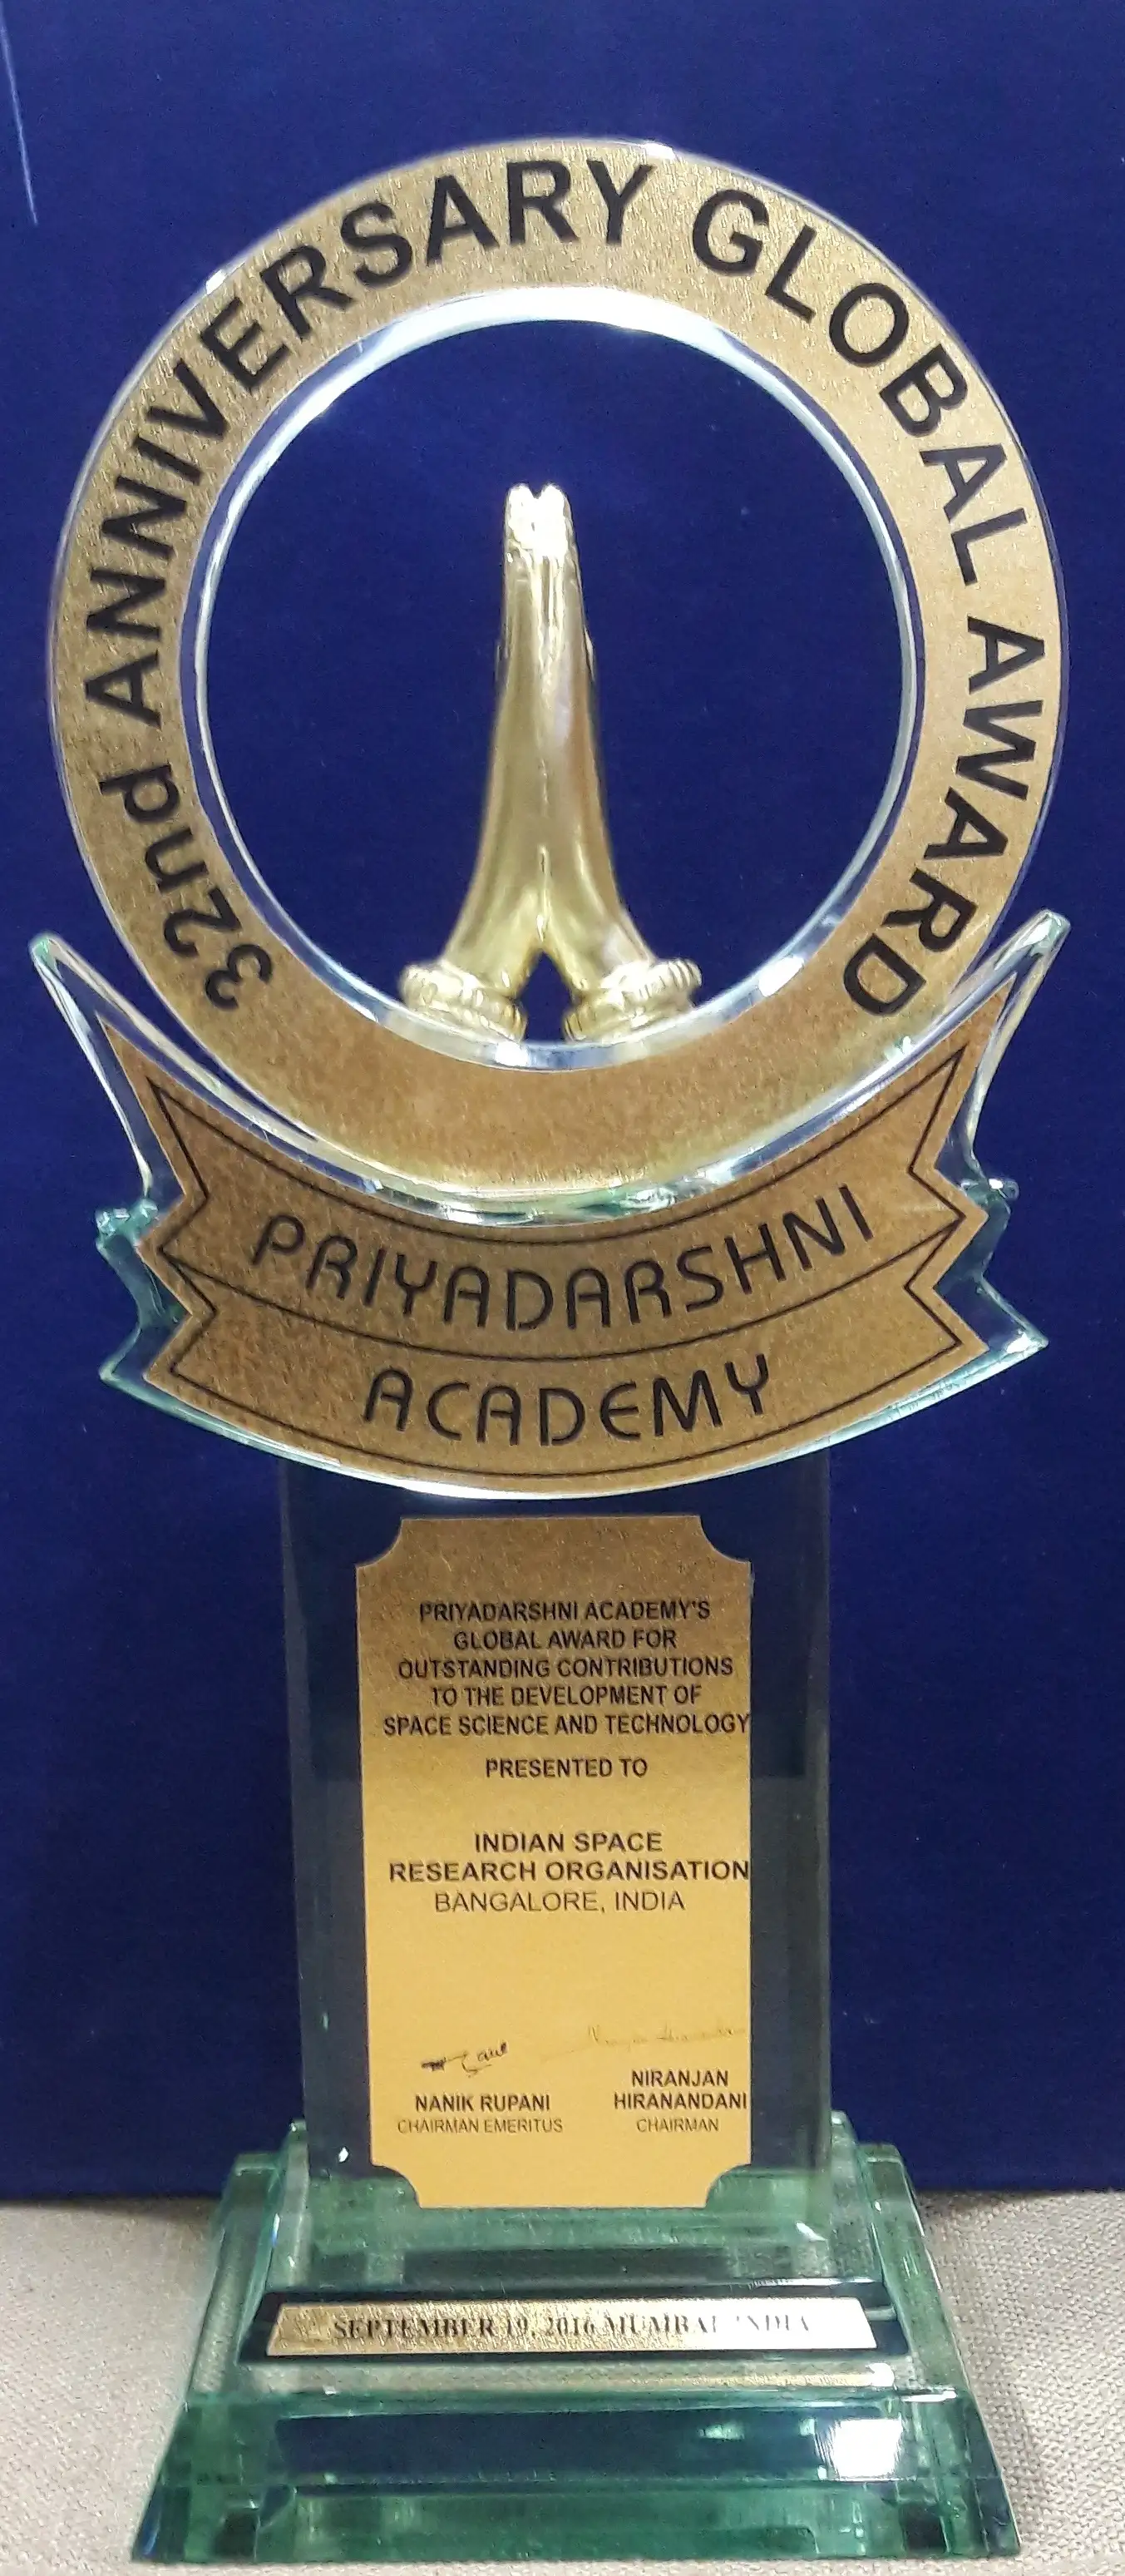 32nd ANNIVERSARY GLOBAL AWARD
PRIYADARSHNI
ACADEMY
PRIYADARSHNI ACADEMY'S
GLOBAL AWARD FOR
OUTSTANDING CONTRIBUTIONS
TO THE DEVELOPMENT OF
SPACE SCIENCE AND TECHNOLOGY
PRESENTED TO
INDIAN SPACE
RESEARCH ORGANISATION
BANGALORE, INDIA
NANIK RUPANI
CHAIRMAN EMERITUS
NIRANJAN
HIRANANDANI
CHAIRMAN
SEPTEMBER 19, 2016 MUMBAI INDIA